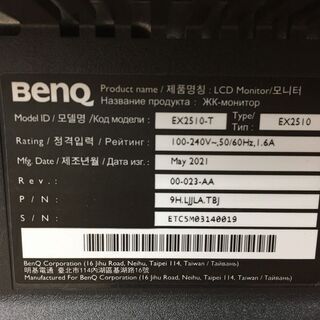 BenQ
Product name / 제품명칭 : LCD Monitor/모니터
Название продукта : ЖК-монитор
Model ID / 모델명 / Код модели : EX2510-T Type/ Тип : EX2510
Rating / 정격입력 / Рейтинг : 100-240V~,50/60Hz,1.6A
Mfg. Date / 제조년월 / Дата изг. : May 2021
Rev. : 00-023-AA
P / N : 9H.LJJLA.TBJ
S / N : ETC5M03140019
BenQ Corporation (16 Jihu Road, Neihu, Taipei 114, Taiwan / Тайвань)
明基電通 臺北市114內湖區基湖路16號
Manufactured For BenQ Corporation (16 Jihu Road, Neihu, Taipei 114, Taiwan / Тайвань)